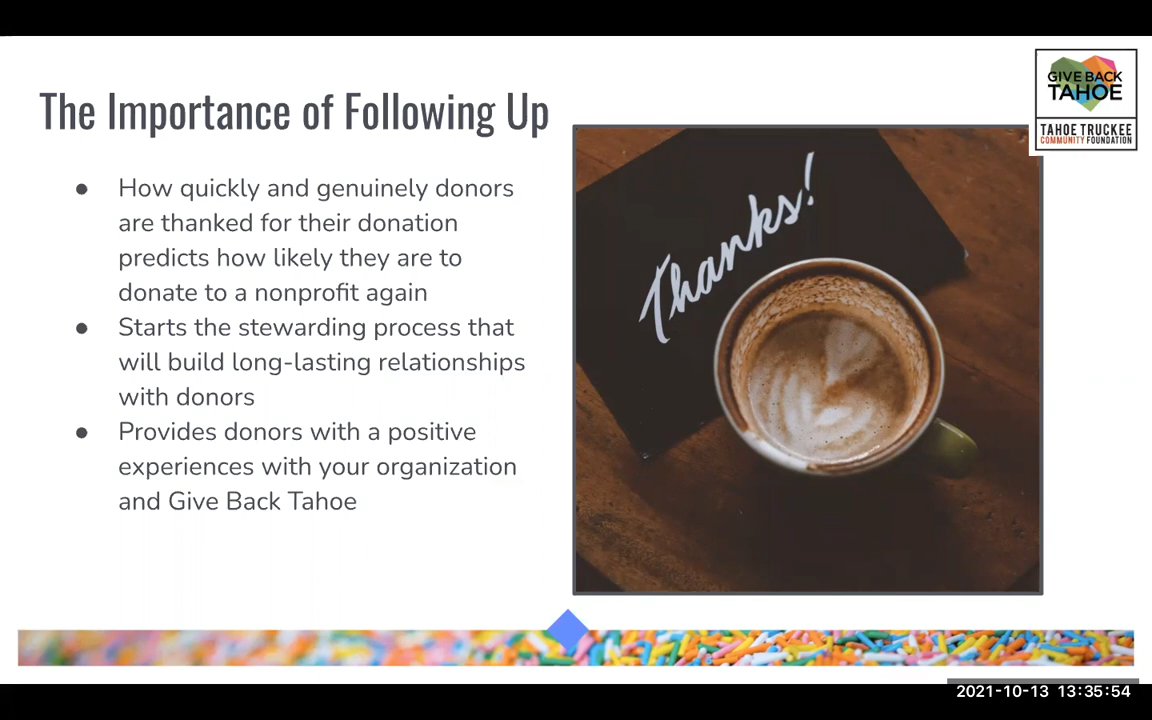 The Importance of Following Up
● How quickly and genuinely donors
are thanked for their donation
predicts how likely they are to
donate to a nonprofit again
● Starts the stewarding process that
will build long-lasting relationships
with donors
● Provides donors with a positive
experiences with your organization
and Give Back Tahoe
Thanks!
GIVE BACK
TAHOE
TAHOE TRUCKEE
COMMUNITY FOUNDATION
2021-10-13 13:35:54